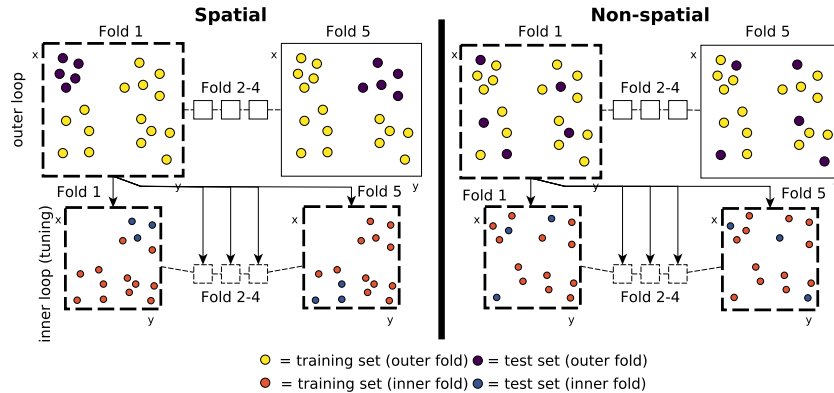 Spatial
Non-spatial
Fold 1
Fold 5
Fold 1
Fold 5
x
x
x
x
outer loop
Fold 2-4
Fold 2-4
y
y
y
y
Fold 1
Fold 5
Fold 1
Fold 5
x
x
x
x
inner loop (tuning)
Fold 2-4
Fold 2-4
y
y
y
y
= training set (outer fold)
= test set (outer fold)
= training set (inner fold)
= test set (inner fold)